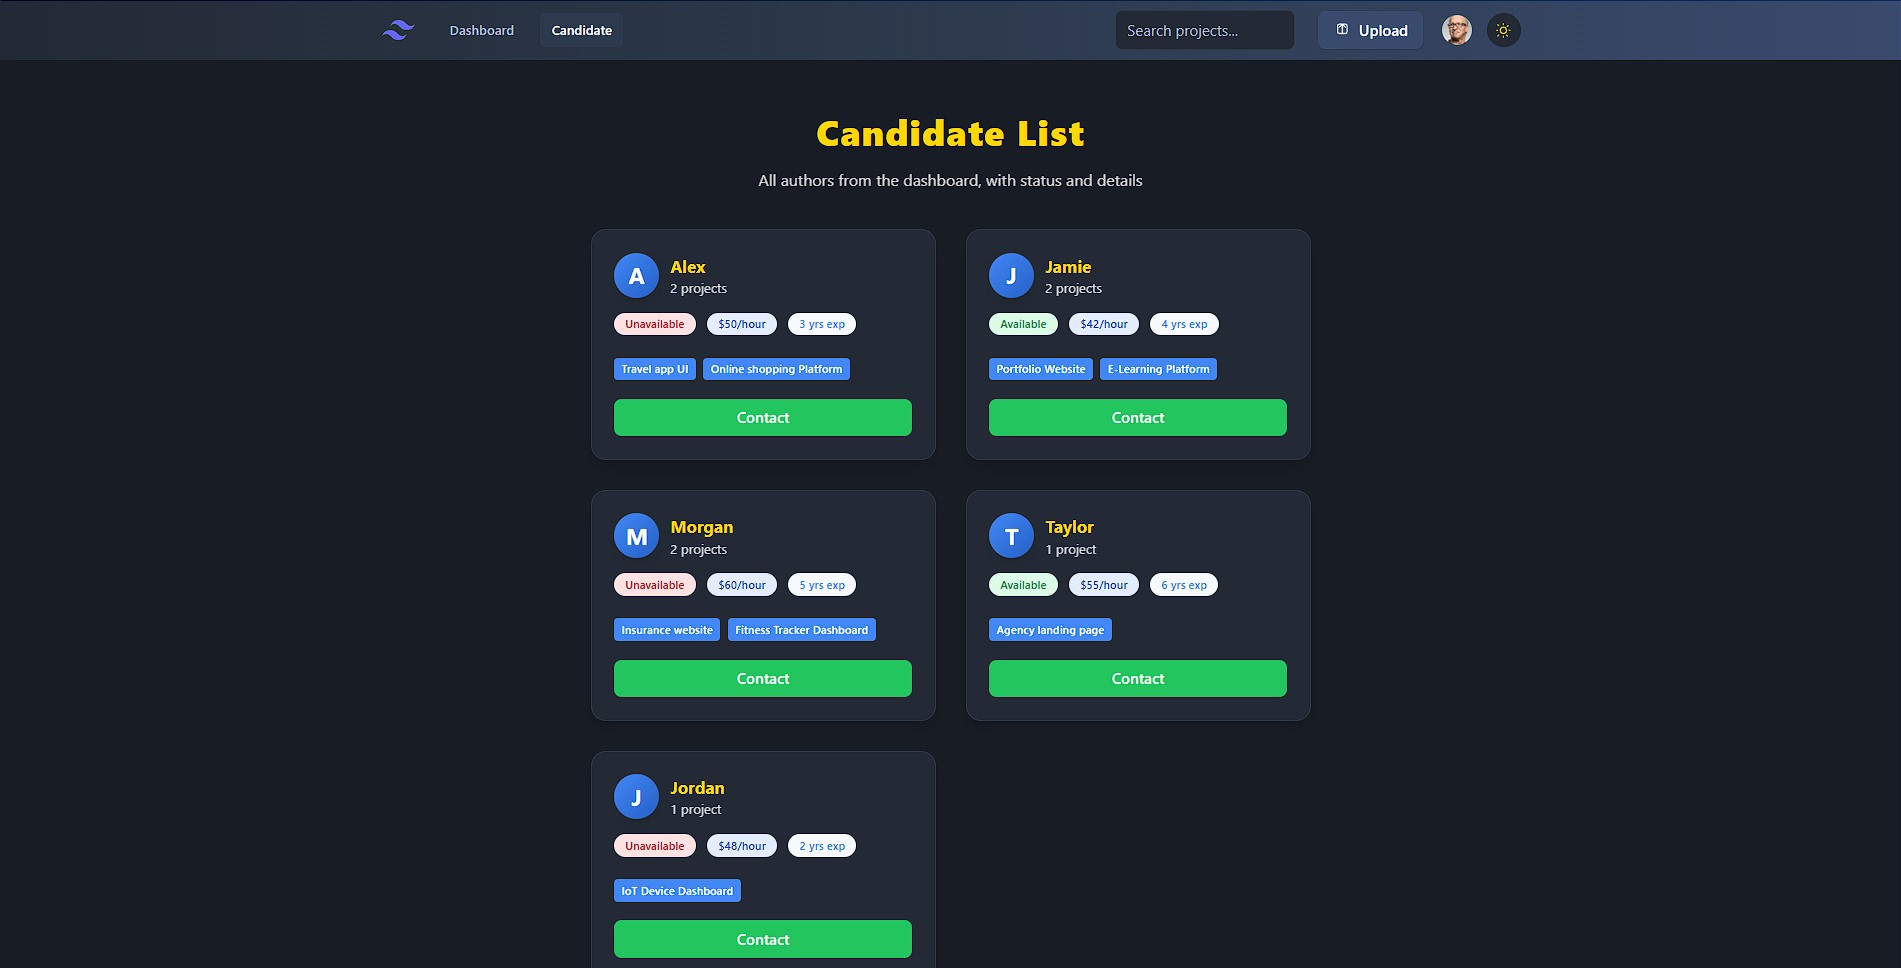 Dashboard Candidate Search projects... Upload
Candidate List
All authors from the dashboard, with status and details
A Alex
2 projects
Unavailable $50/hour 3 yrs exp
Travel app UI Online shopping Platform
Contact
J Jamie
2 projects
Available $42/hour 4 yrs exp
Portfolio Website E-Learning Platform
Contact
M Morgan
2 projects
Unavailable $60/hour 5 yrs exp
Insurance website Fitness Tracker Dashboard
Contact
T Taylor
1 project
Available $55/hour 6 yrs exp
Agency landing page
Contact
J Jordan
1 project
Unavailable $48/hour 2 yrs exp
IoT Device Dashboard
Contact